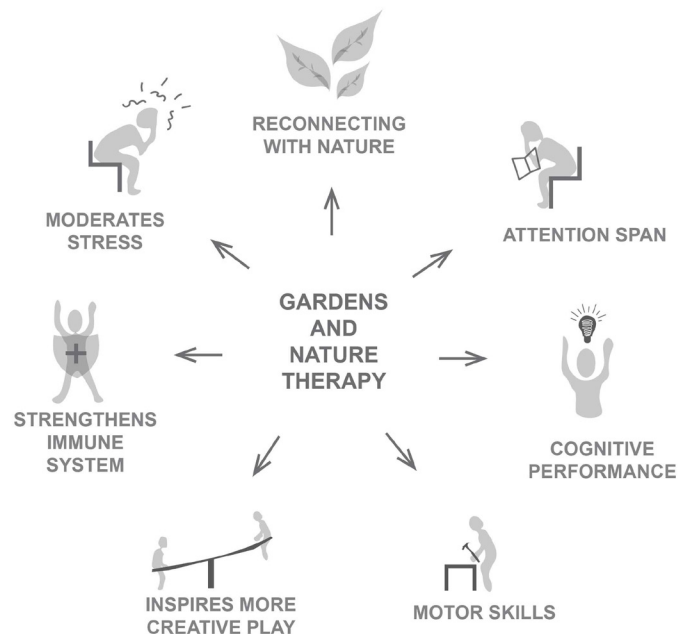 RECONNECTING
WITH NATURE
MODERATES
STRESS
ATTENTION SPAN
GARDENS
AND
NATURE
THERAPY
STRENGTHENS
IMMUNE
SYSTEM
COGNITIVE
PERFORMANCE
INSPIRES MORE
CREATIVE PLAY
MOTOR SKILLS